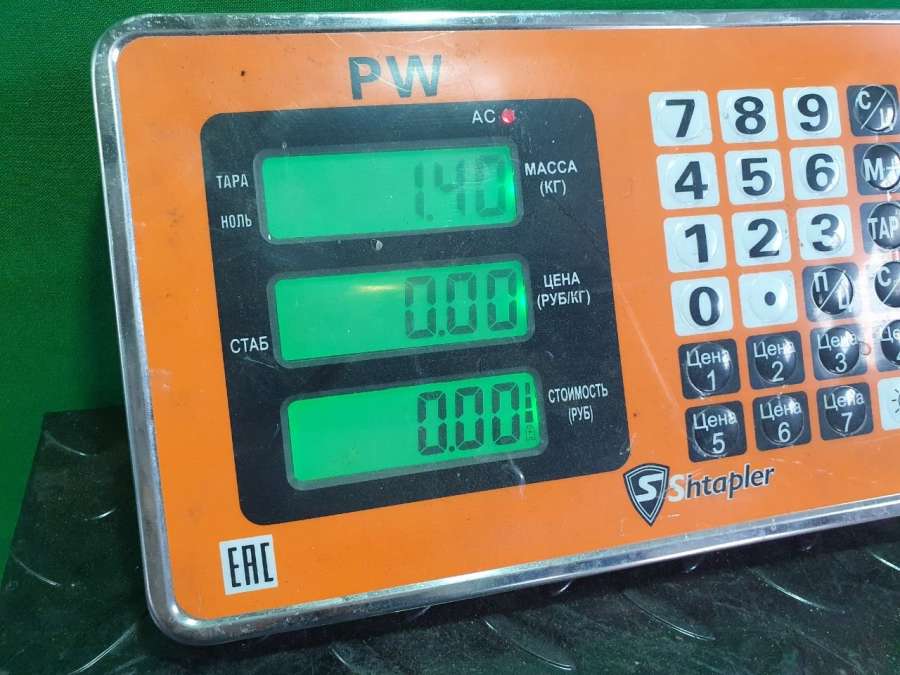 PW
AC
ТАРА
НОЛЬ
1.40
МАССА
(КГ)
0.00
ЦЕНА
(РУБ/КГ)
СТАБ
0.00
СТОИМОСТЬ
(РУБ)
7 8 9 С/Ц
4 5 6 М+
1 2 3 ТАР
0 . П/Ц С/
Цена 1
Цена 2
Цена 3
Цена 5
Цена 6
Цена 7
S Shtapler
EAC